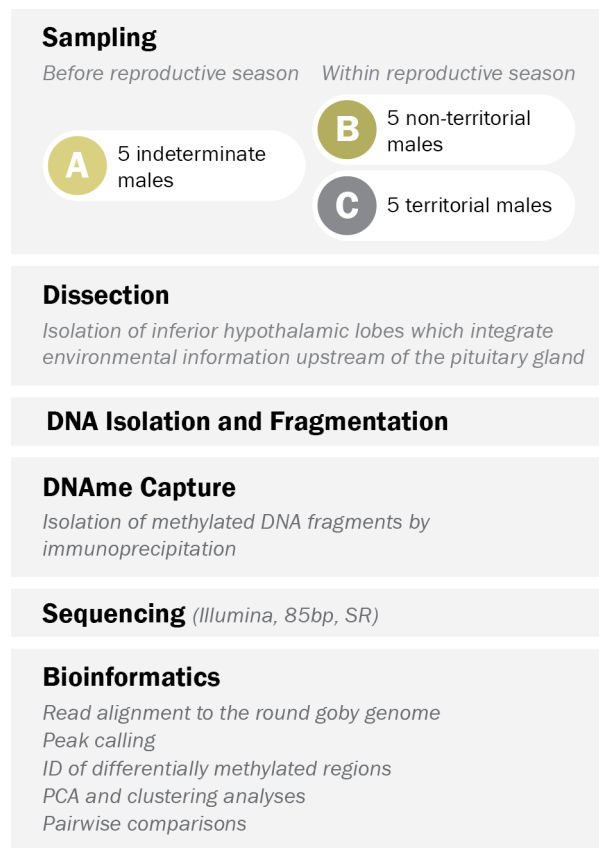 Sampling
Before reproductive season
Within reproductive season
A
5 indeterminate
males
B
5 non-territorial
males
C
5 territorial males
Dissection
Isolation of inferior hypothalamic lobes which integrate
environmental information upstream of the pituitary gland
DNA Isolation and Fragmentation
DNAme Capture
Isolation of methylated DNA fragments by
immunoprecipitation
Sequencing (Illumina, 85bp, SR)
Bioinformatics
Read alignment to the round goby genome
Peak calling
ID of differentially methylated regions
PCA and clustering analyses
Pairwise comparisons